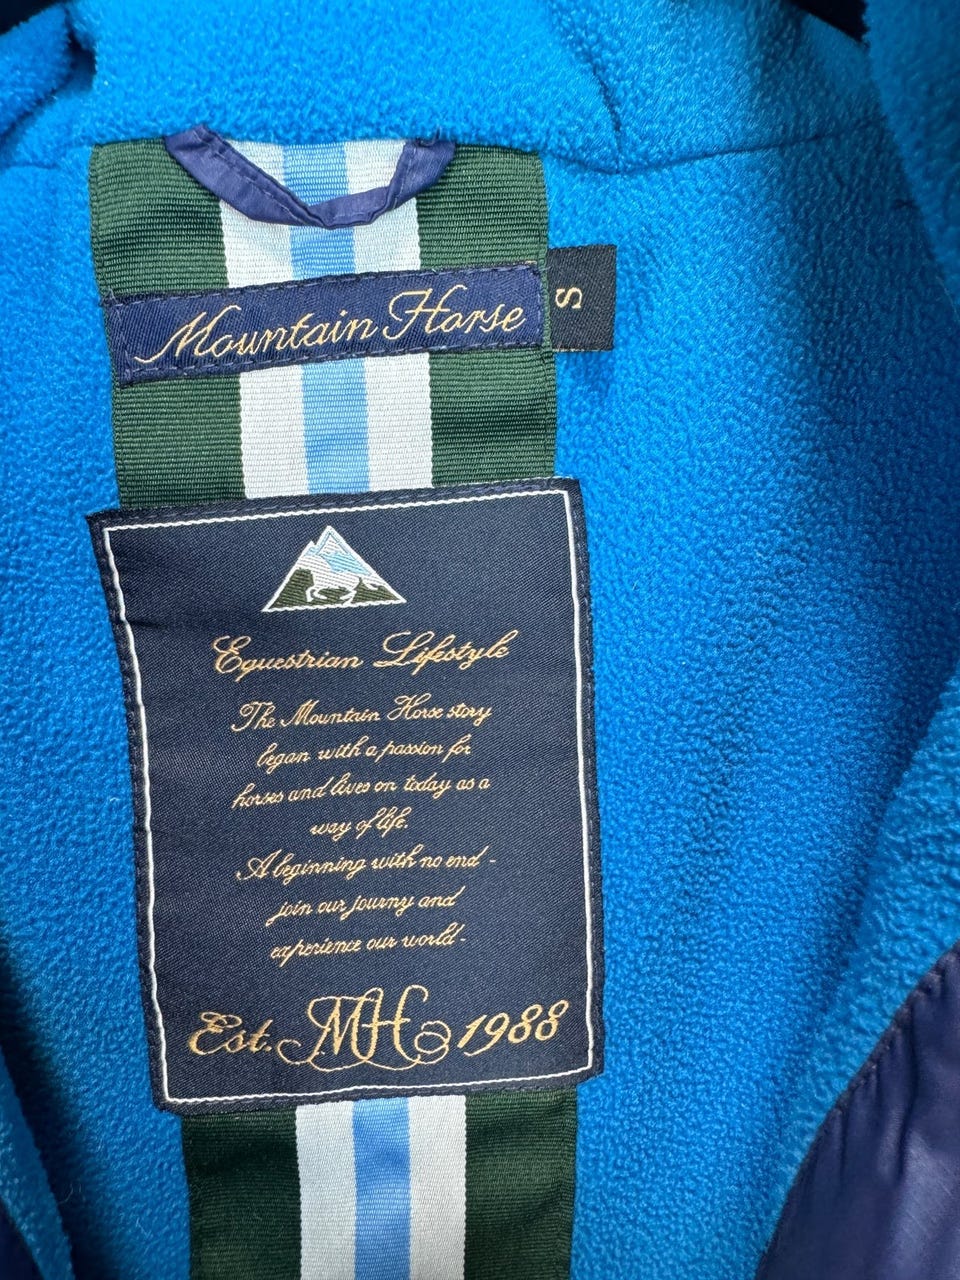 Mountain Horse
S
Equestrian Lifestyle
The Mountain Horse story
began with a passion for
horses and lives on today as a
way of life.
A beginning with no end -
join our journy and
experience our world -
Est. MH 1988